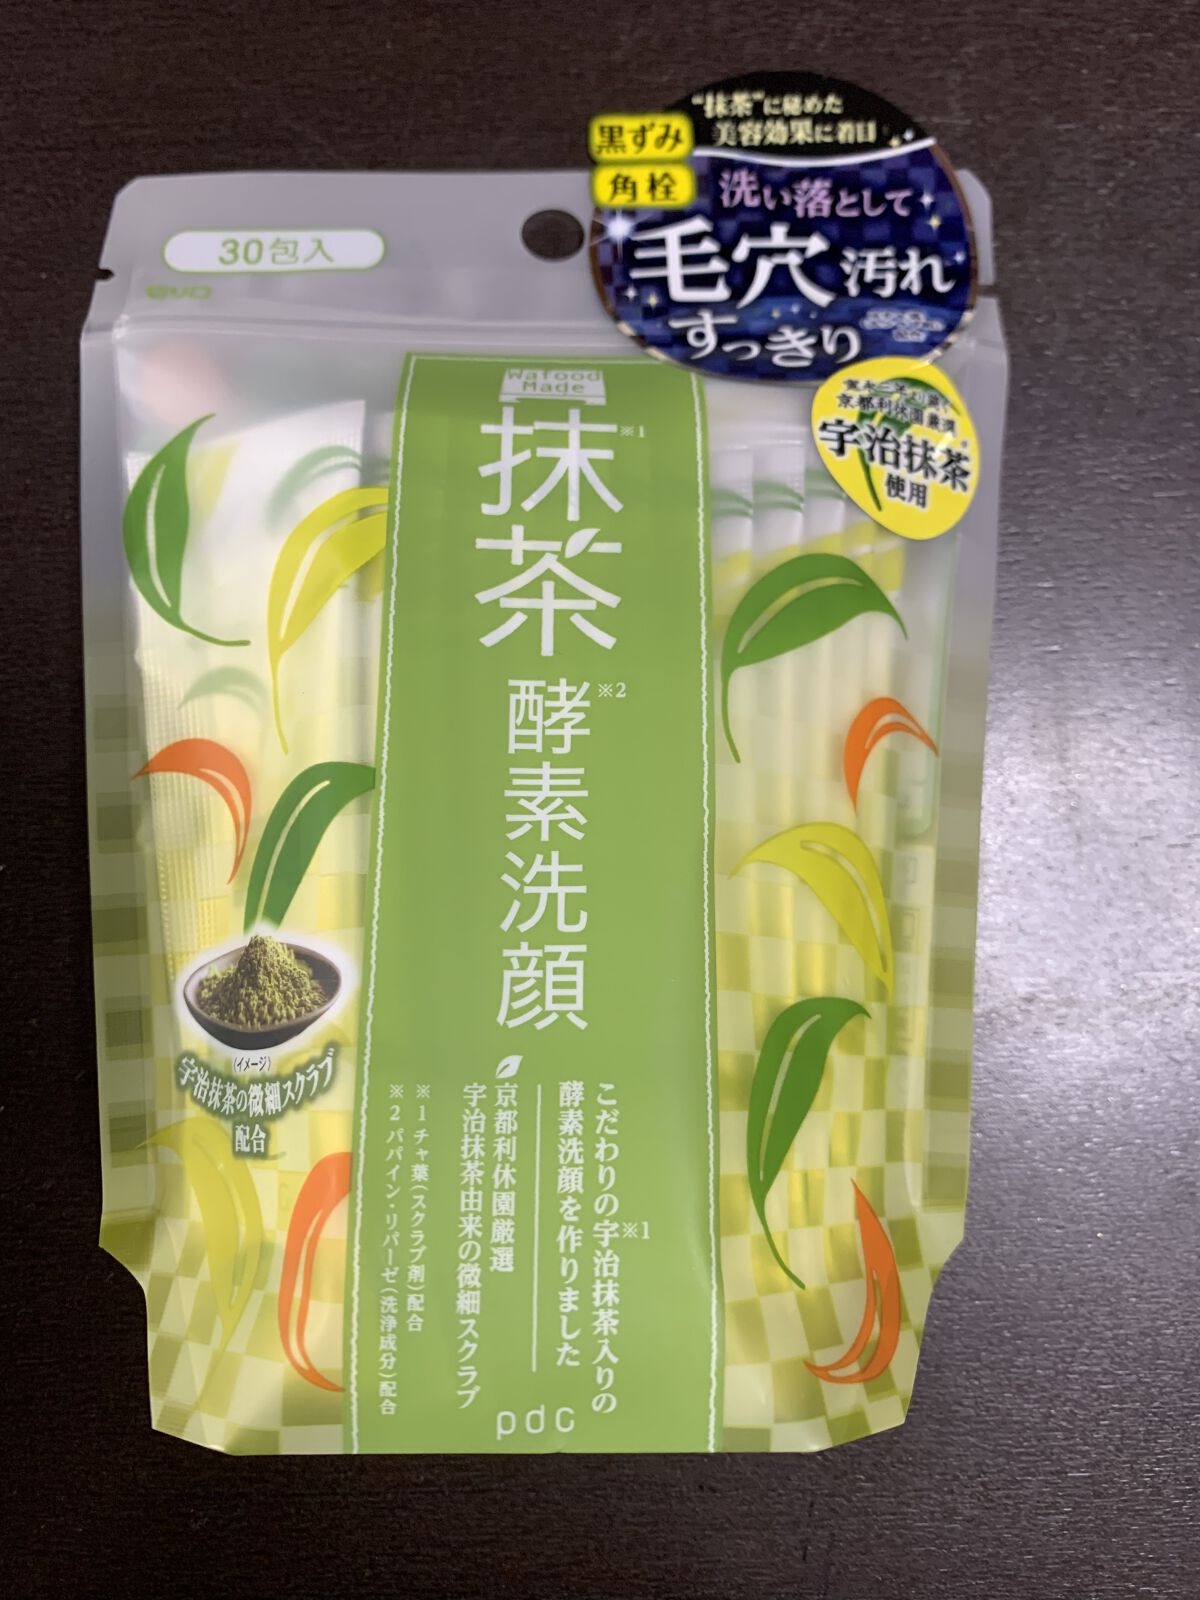 "抹茶"に秘めた
美容効果に着目
黒ずみ
角栓
洗い落として
毛穴汚れ
すっきり
30包入
京都利休園厳選
宇治抹茶※
使用
Wafood
Made
抹茶※1
酵素洗顔※2
(イメージ)
宇治抹茶の微細スクラブ
配合
こだわりの宇治抹茶※1入りの
酵素洗顔を作りました
京都利休園厳選
宇治抹茶由来の微細スクラブ
※1 チャ葉(スクラブ剤)配合
※2 パパイン・リパーゼ(洗浄成分)配合
pdc